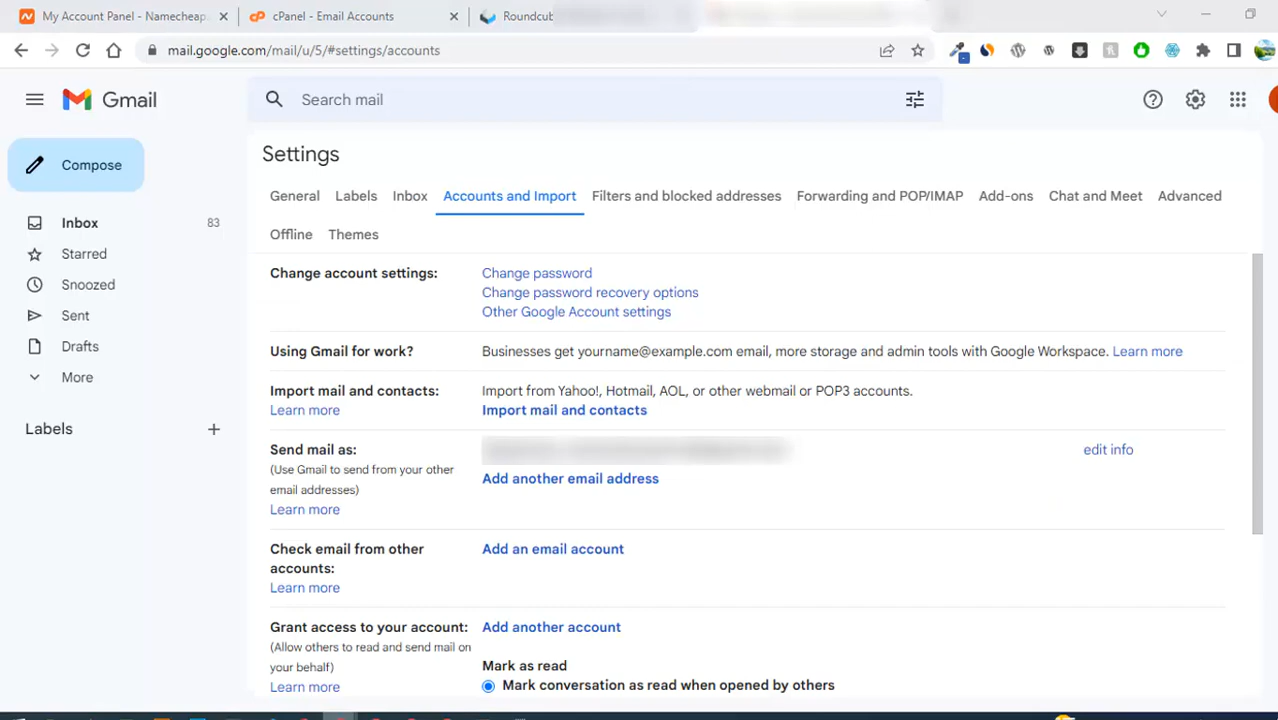 My Account Panel - Namecheap
cPanel - Email Accounts
Roundcub
mail.google.com/mail/u/5/#settings/accounts
Gmail
Search mail
Compose
Inbox 83
Starred
Snoozed
Sent
Drafts
More
Labels
Settings
General Labels Inbox Accounts and Import Filters and blocked addresses Forwarding and POP/IMAP Add-ons Chat and Meet Advanced
Offline Themes
Change account settings: Change password
Change password recovery options
Other Google Account settings
Using Gmail for work? Businesses get yourname@example.com email, more storage and admin tools with Google Workspace. Learn more
Import mail and contacts: Import from Yahoo!, Hotmail, AOL, or other webmail or POP3 accounts.
Learn more Import mail and contacts
Send mail as: edit info
(Use Gmail to send from your other
email addresses) Add another email address
Learn more
Check email from other Add an email account
accounts:
Learn more
Grant access to your account: Add another account
(Allow others to read and send mail on
your behalf) Mark as read
Learn more Mark conversation as read when opened by others